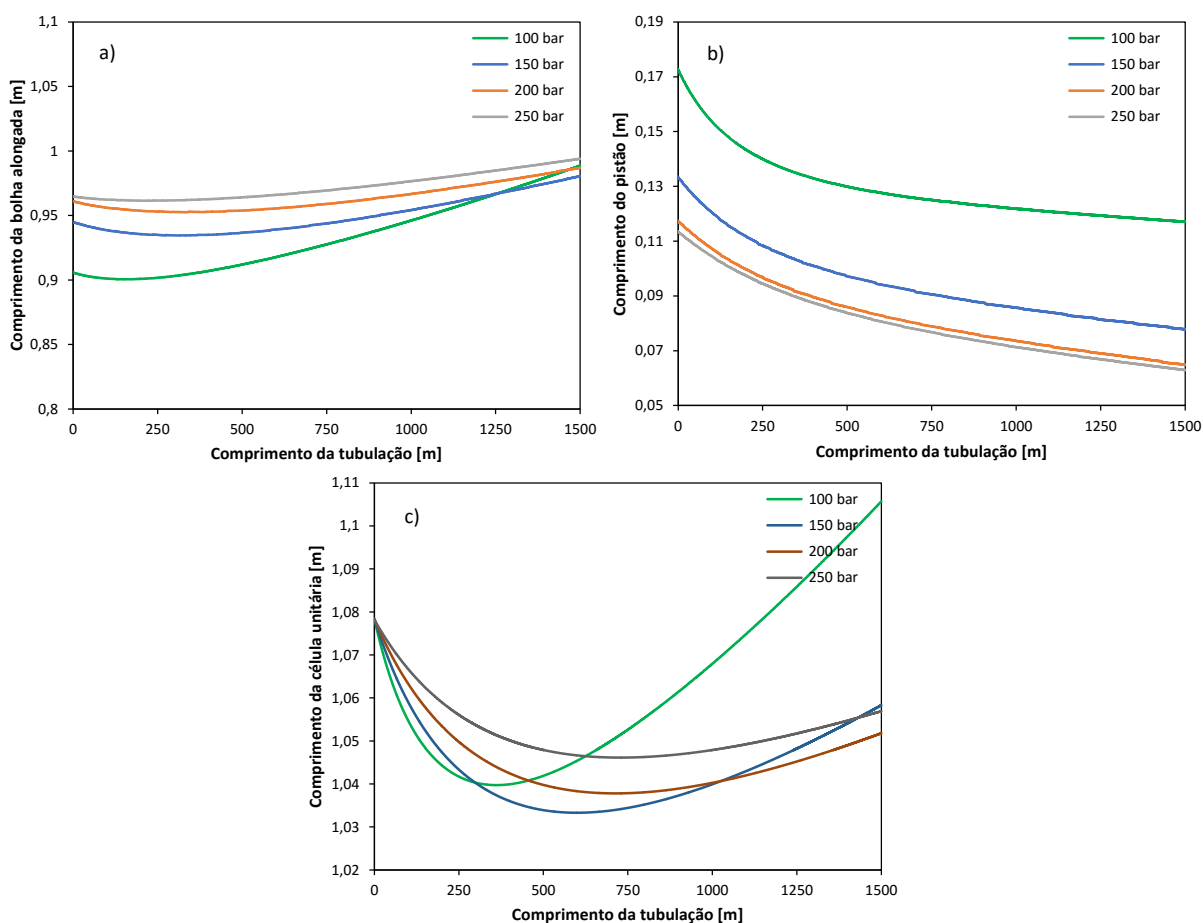 a)
Comprimento da bolha alongada [m]
1,1
1,05
1
0,95
0,9
0,85
0,8
100 bar
150 bar
200 bar
250 bar
0 250 500 750 1000 1250 1500
Comprimento da tubulação [m]
b)
Comprimento do pistão [m]
0,19
0,17
0,15
0,13
0,11
0,09
0,07
0,05
100 bar
150 bar
200 bar
250 bar
0 250 500 750 1000 1250 1500
Comprimento da tubulação [m]
c)
Comprimento da célula unitária [m]
1,11
1,1
1,09
1,08
1,07
1,06
1,05
1,04
1,03
1,02
100 bar
150 bar
200 bar
250 bar
0 250 500 750 1000 1250 1500
Comprimento da tubulação [m]